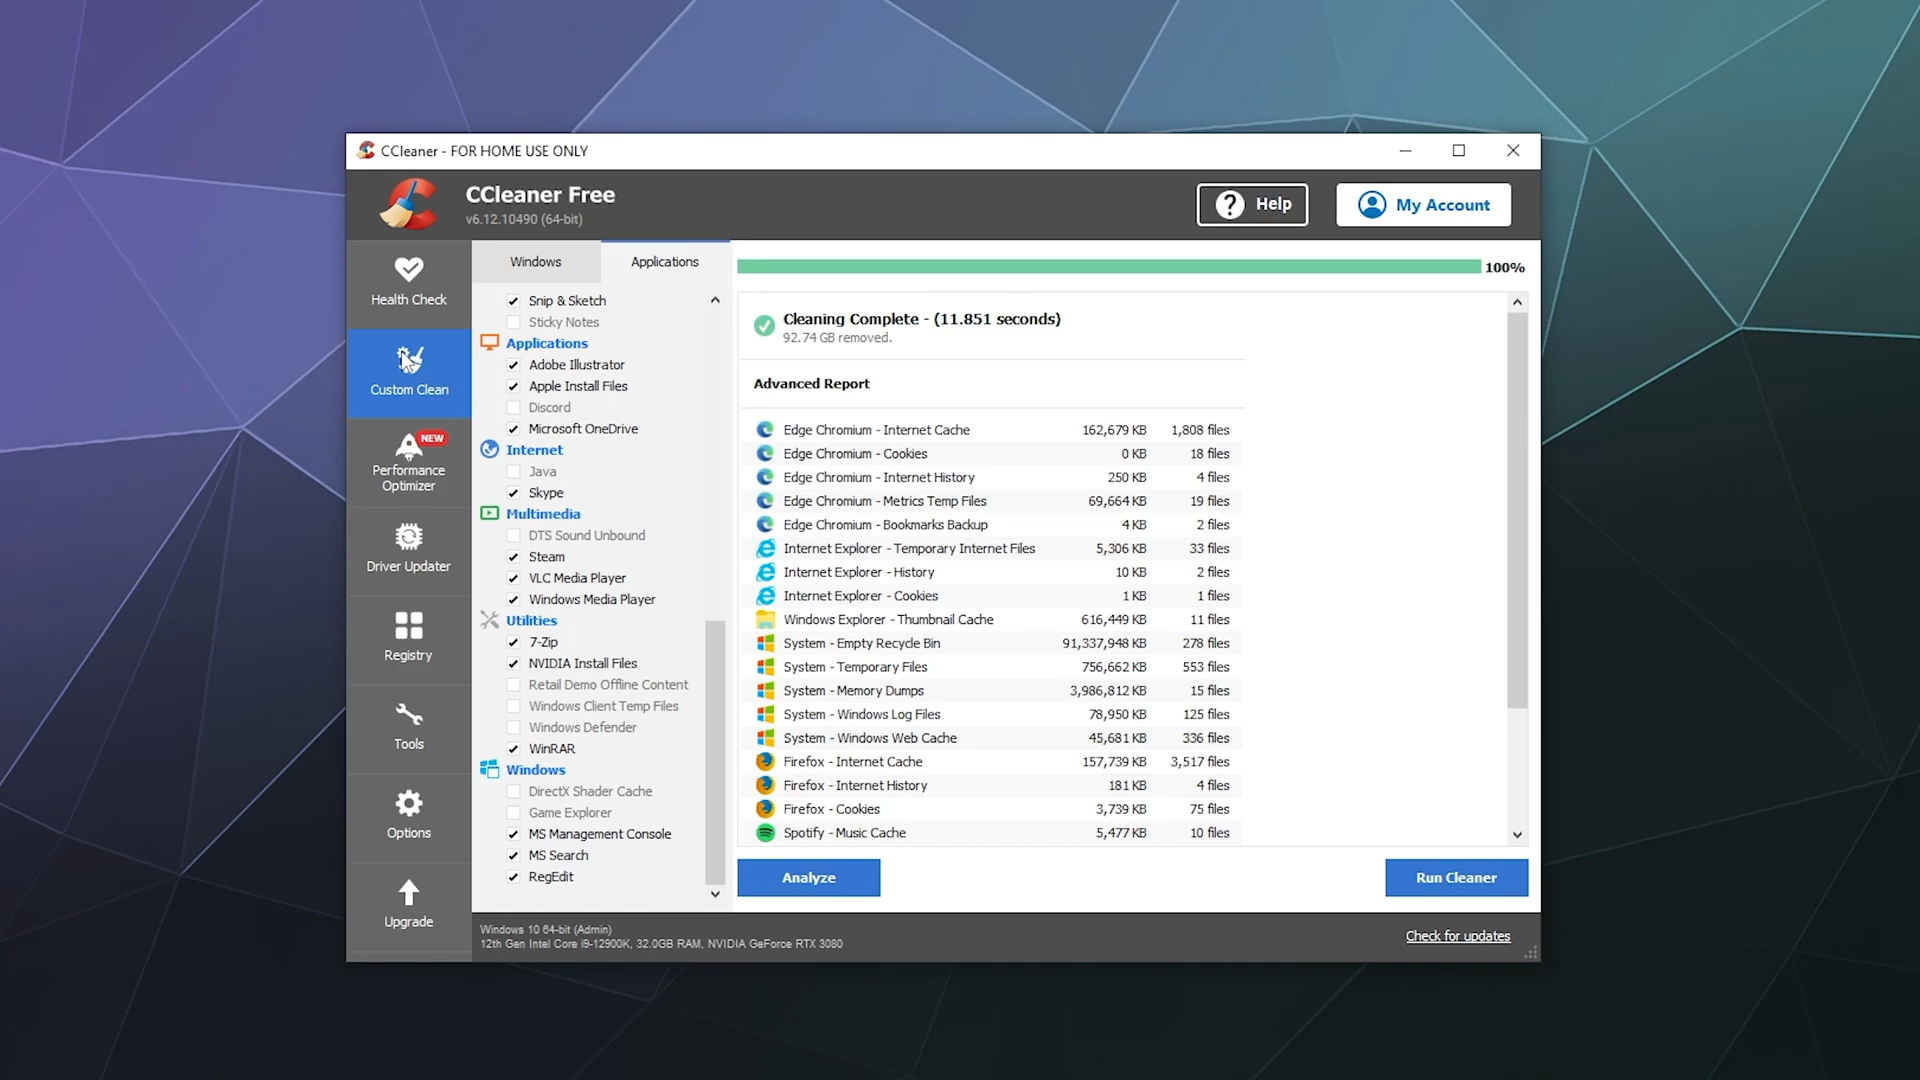 CCleaner - FOR HOME USE ONLY
CCleaner Free
v6.12.10490 (64-bit)
Help
My Account
Health Check
Custom Clean
NEW
Performance
Optimizer
Driver Updater
Registry
Tools
Options
Upgrade
Windows
Applications
Snip & Sketch
Sticky Notes
Applications
Adobe Illustrator
Apple Install Files
Discord
Microsoft OneDrive
Internet
Java
Skype
Multimedia
DTS Sound Unbound
Steam
VLC Media Player
Windows Media Player
Utilities
7-Zip
NVIDIA Install Files
Retail Demo Offline Content
Windows Client Temp Files
Windows Defender
WinRAR
Windows
DirectX Shader Cache
Game Explorer
MS Management Console
MS Search
RegEdit
100%
Cleaning Complete - (11.851 seconds)
92.74 GB removed.
Advanced Report
Edge Chromium - Internet Cache 162,679 KB 1,808 files
Edge Chromium - Cookies 0 KB 18 files
Edge Chromium - Internet History 250 KB 4 files
Edge Chromium - Metrics Temp Files 69,664 KB 19 files
Edge Chromium - Bookmarks Backup 4 KB 2 files
Internet Explorer - Temporary Internet Files 5,306 KB 33 files
Internet Explorer - History 10 KB 2 files
Internet Explorer - Cookies 1 KB 1 files
Windows Explorer - Thumbnail Cache 616,449 KB 11 files
System - Empty Recycle Bin 91,337,948 KB 278 files
System - Temporary Files 756,662 KB 553 files
System - Memory Dumps 3,986,812 KB 15 files
System - Windows Log Files 78,950 KB 125 files
System - Windows Web Cache 45,681 KB 336 files
Firefox - Internet Cache 157,739 KB 3,517 files
Firefox - Internet History 181 KB 4 files
Firefox - Cookies 3,739 KB 75 files
Spotify - Music Cache 5,477 KB 10 files
Analyze
Run Cleaner
Windows 10 64-bit (Admin)
12th Gen Intel Core i9-12900K, 32.0GB RAM, NVIDIA GeForce RTX 3080
Check for updates